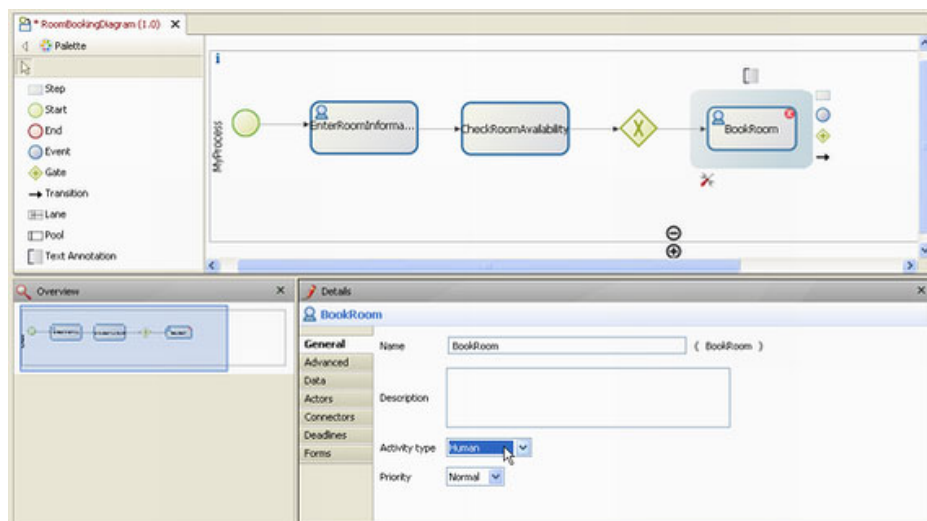 * RoomBookingDiagram (1.0)
Palette
Step
Start
End
Event
Gate
Transition
Lane
Pool
Text Annotation
MyProcess
EnterRoomInforma...
CheckRoomAvailability
BookRoom
Overview
Details
BookRoom
General
Advanced
Data
Actors
Connectors
Deadlines
Forms
Name
BookRoom
( BookRoom )
Description
Activity type
Human
Priority
Normal